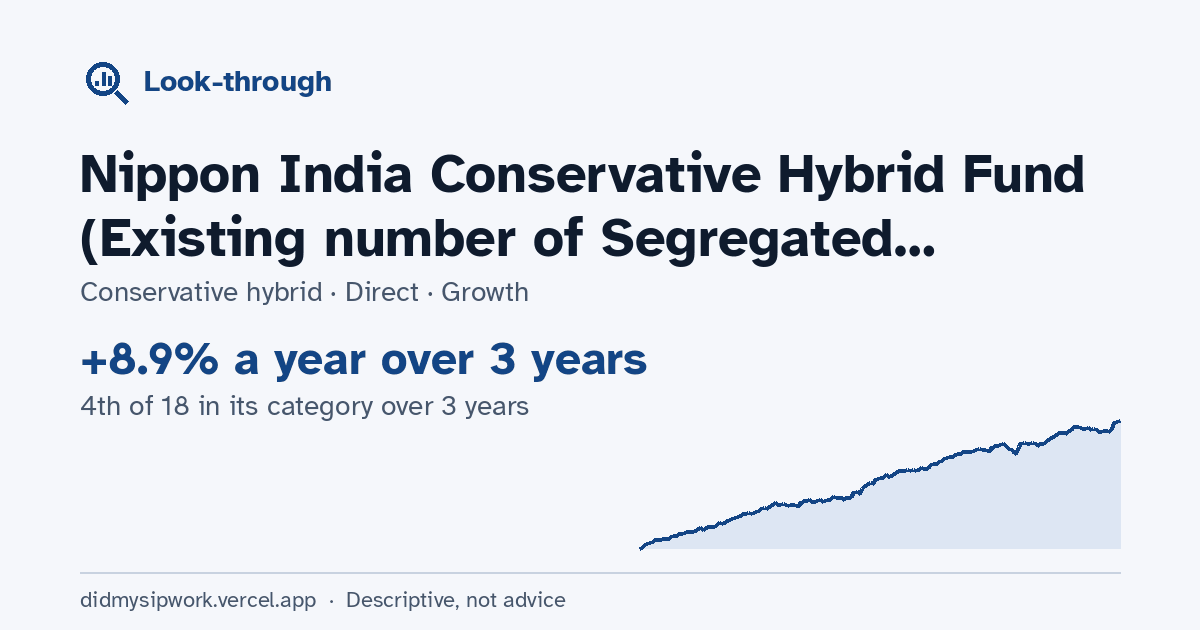 Look-through
Nippon India Conservative Hybrid Fund
(Existing number of Segregated...
Conservative hybrid · Direct · Growth
+8.9% a year over 3 years
4th of 18 in its category over 3 years
didmysipwork.vercel.app · Descriptive, not advice